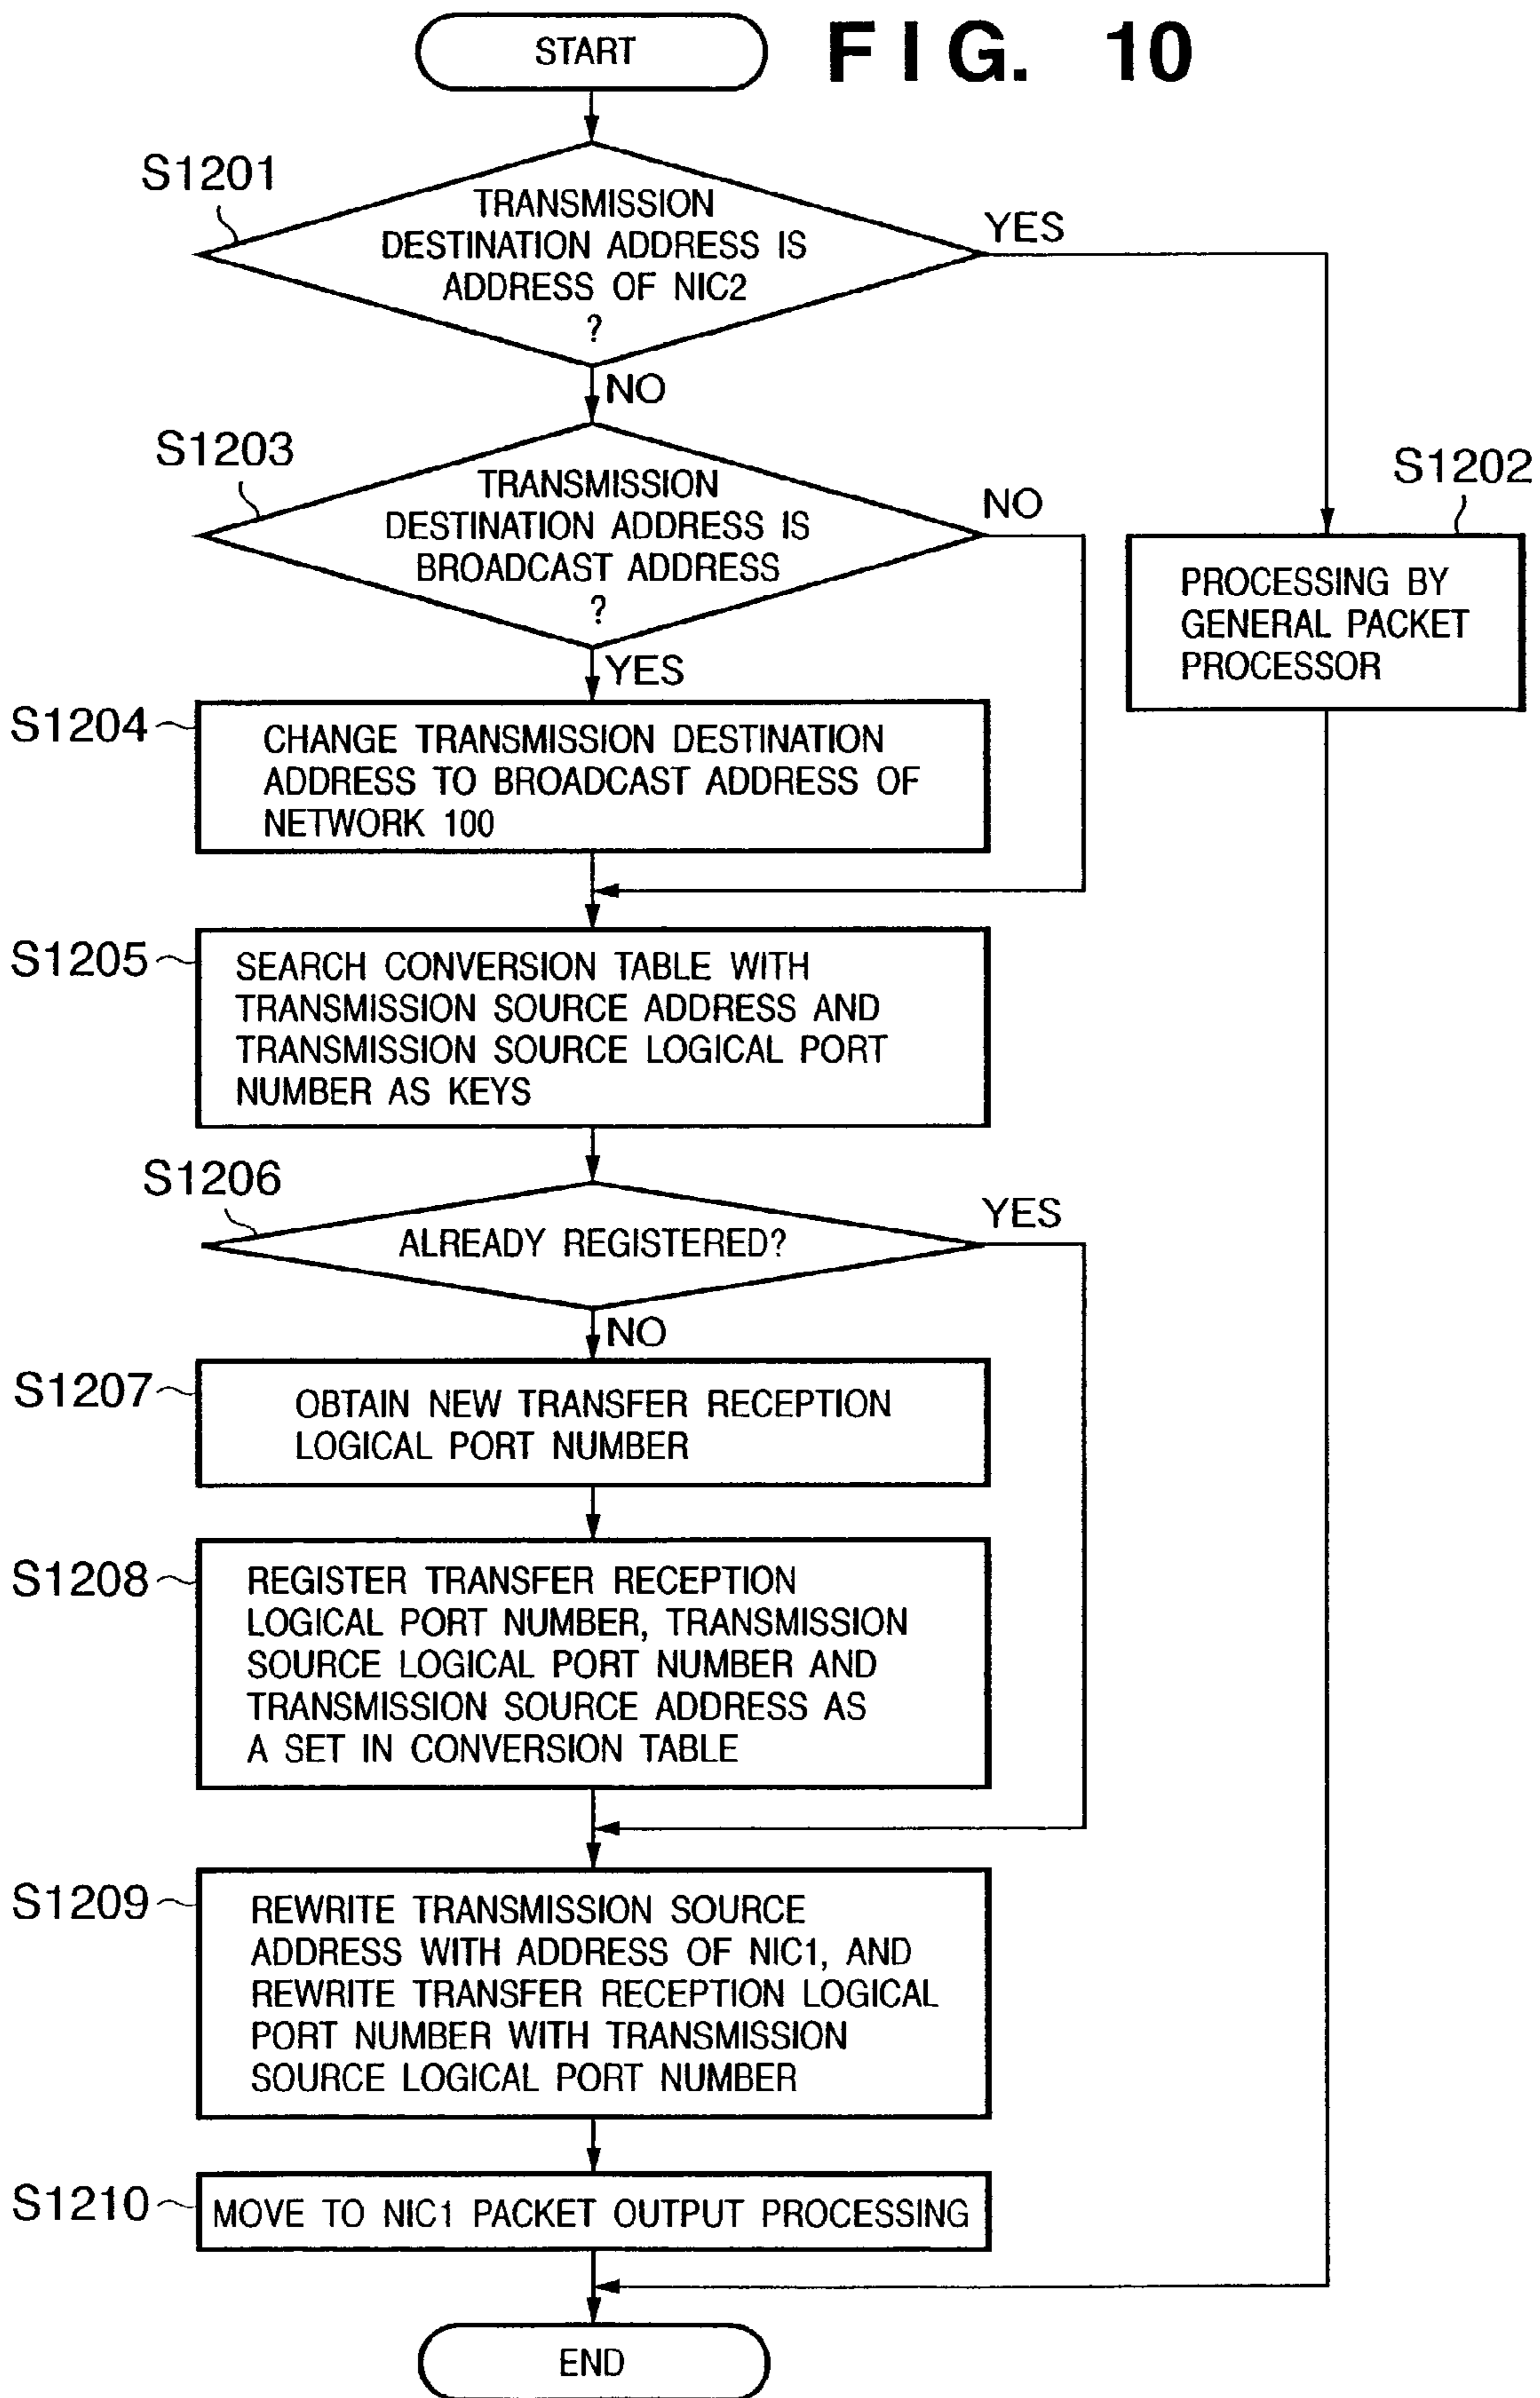 START
FIG. 10
S1201
TRANSMISSION
DESTINATION ADDRESS IS
ADDRESS OF NIC2
?
YES
NO
S1203
TRANSMISSION
DESTINATION ADDRESS IS
BROADCAST ADDRESS
?
NO
YES
S1202
PROCESSING BY
GENERAL PACKET
PROCESSOR
S1204
CHANGE TRANSMISSION DESTINATION
ADDRESS TO BROADCAST ADDRESS OF
NETWORK 100
S1205
SEARCH CONVERSION TABLE WITH
TRANSMISSION SOURCE ADDRESS AND
TRANSMISSION SOURCE LOGICAL PORT
NUMBER AS KEYS
S1206
ALREADY REGISTERED?
YES
NO
S1207
OBTAIN NEW TRANSFER RECEPTION
LOGICAL PORT NUMBER
S1208
REGISTER TRANSFER RECEPTION
LOGICAL PORT NUMBER, TRANSMISSION
SOURCE LOGICAL PORT NUMBER AND
TRANSMISSION SOURCE ADDRESS AS
A SET IN CONVERSION TABLE
S1209
REWRITE TRANSMISSION SOURCE
ADDRESS WITH ADDRESS OF NIC1, AND
REWRITE TRANSFER RECEPTION LOGICAL
PORT NUMBER WITH TRANSMISSION
SOURCE LOGICAL PORT NUMBER
S1210
MOVE TO NIC1 PACKET OUTPUT PROCESSING
END